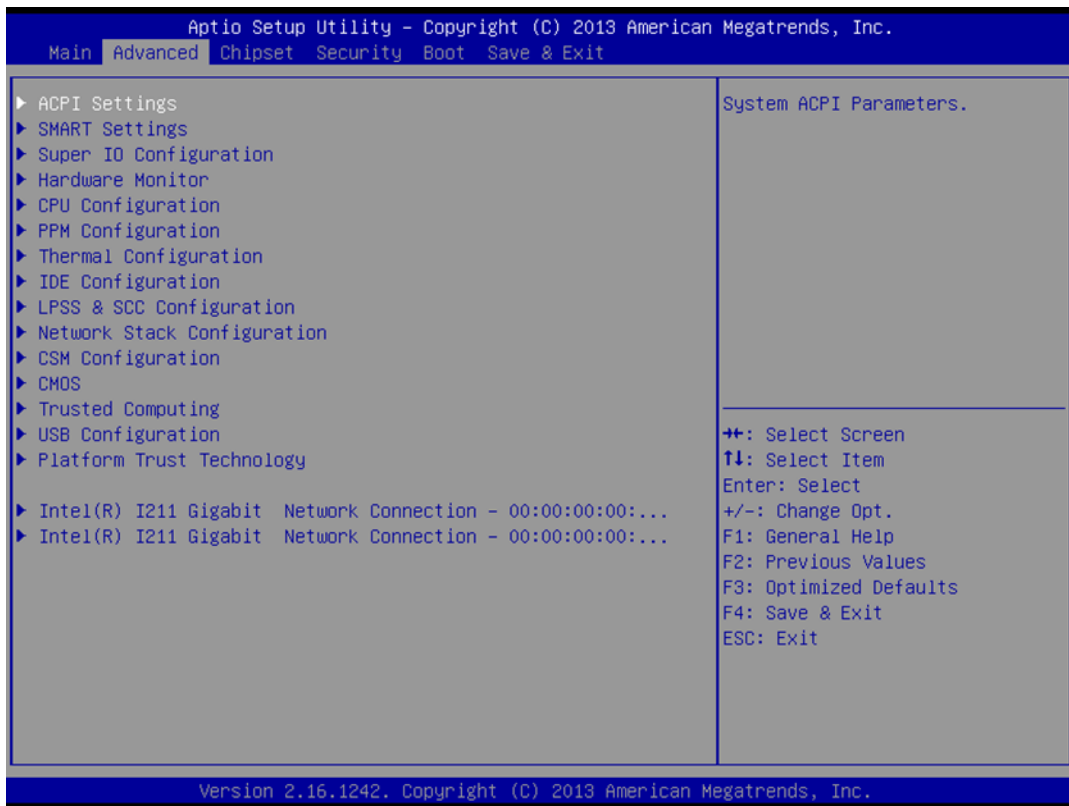 Aptio Setup Utility – Copyright (C) 2013 American Megatrends, Inc.
Main Advanced Chipset Security Boot Save & Exit
▶ ACPI Settings
▶ SMART Settings
▶ Super IO Configuration
▶ Hardware Monitor
▶ CPU Configuration
▶ PPM Configuration
▶ Thermal Configuration
▶ IDE Configuration
▶ LPSS & SCC Configuration
▶ Network Stack Configuration
▶ CSM Configuration
▶ CMOS
▶ Trusted Computing
▶ USB Configuration
▶ Platform Trust Technology
▶ Intel(R) I211 Gigabit  Network Connection – 00:00:00:00:...
▶ Intel(R) I211 Gigabit  Network Connection – 00:00:00:00:...
System ACPI Parameters.
→←: Select Screen
↑↓: Select Item
Enter: Select
+/-: Change Opt.
F1: General Help
F2: Previous Values
F3: Optimized Defaults
F4: Save & Exit
ESC: Exit
Version 2.16.1242. Copyright (C) 2013 American Megatrends, Inc.